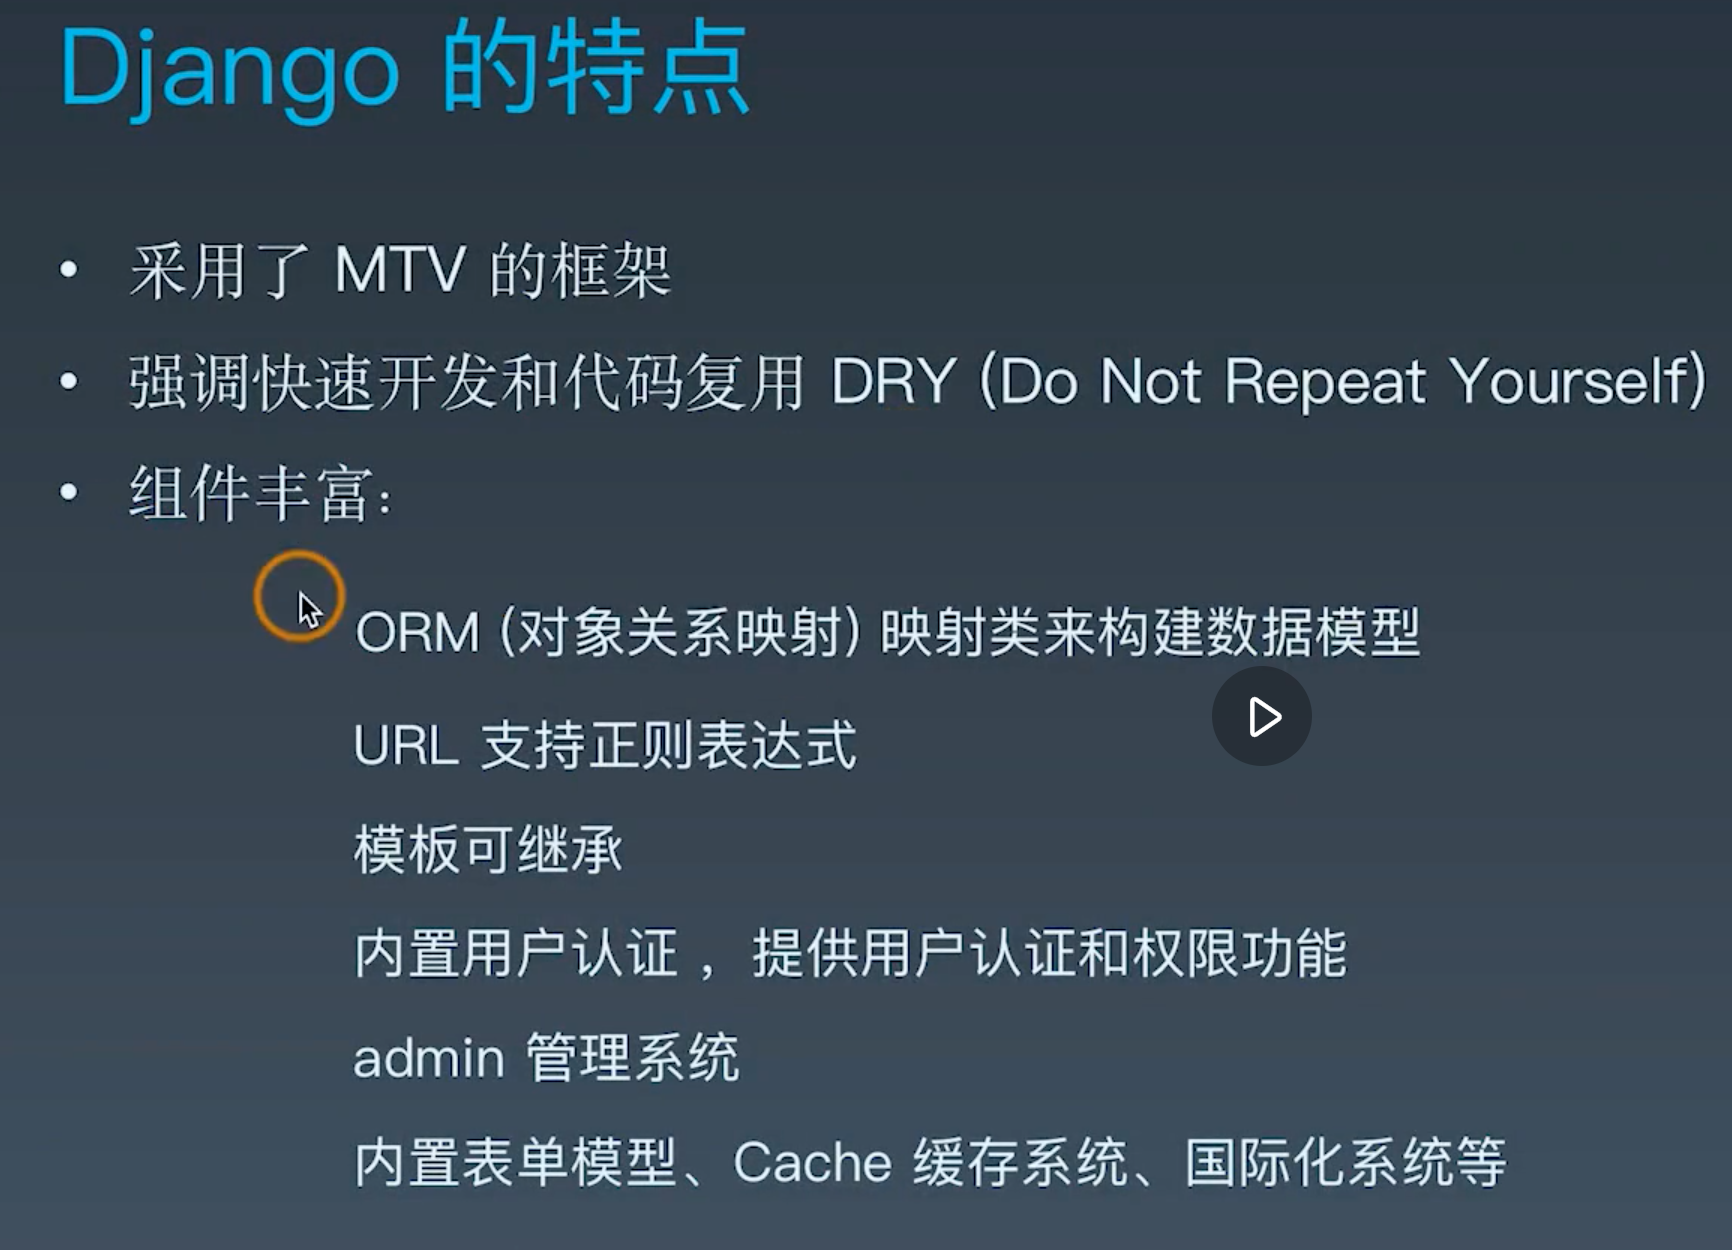 Django 的特点
• 采用了 MTV 的框架
• 强调快速开发和代码复用 DRY (Do Not Repeat Yourself)
• 组件丰富：
ORM (对象关系映射) 映射类来构建数据模型
URL 支持正则表达式
模板可继承
内置用户认证 ，提供用户认证和权限功能
admin 管理系统
内置表单模型、Cache 缓存系统、国际化系统等